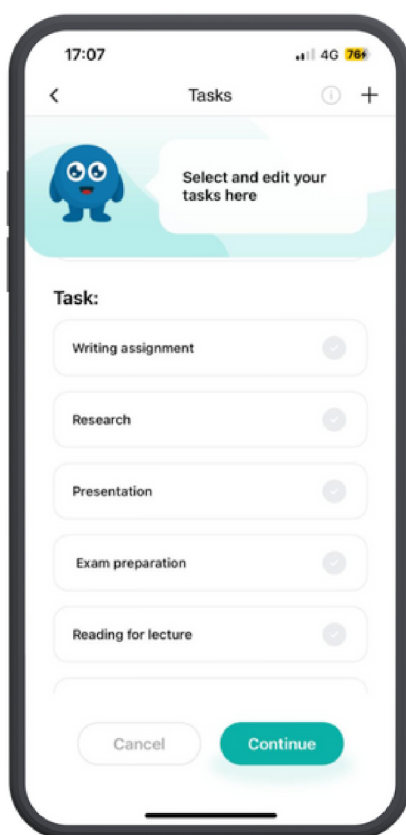 17:07
4G 76
Tasks
Select and edit your
tasks here
Task:
Writing assignment
Research
Presentation
Exam preparation
Reading for lecture
Cancel
Continue